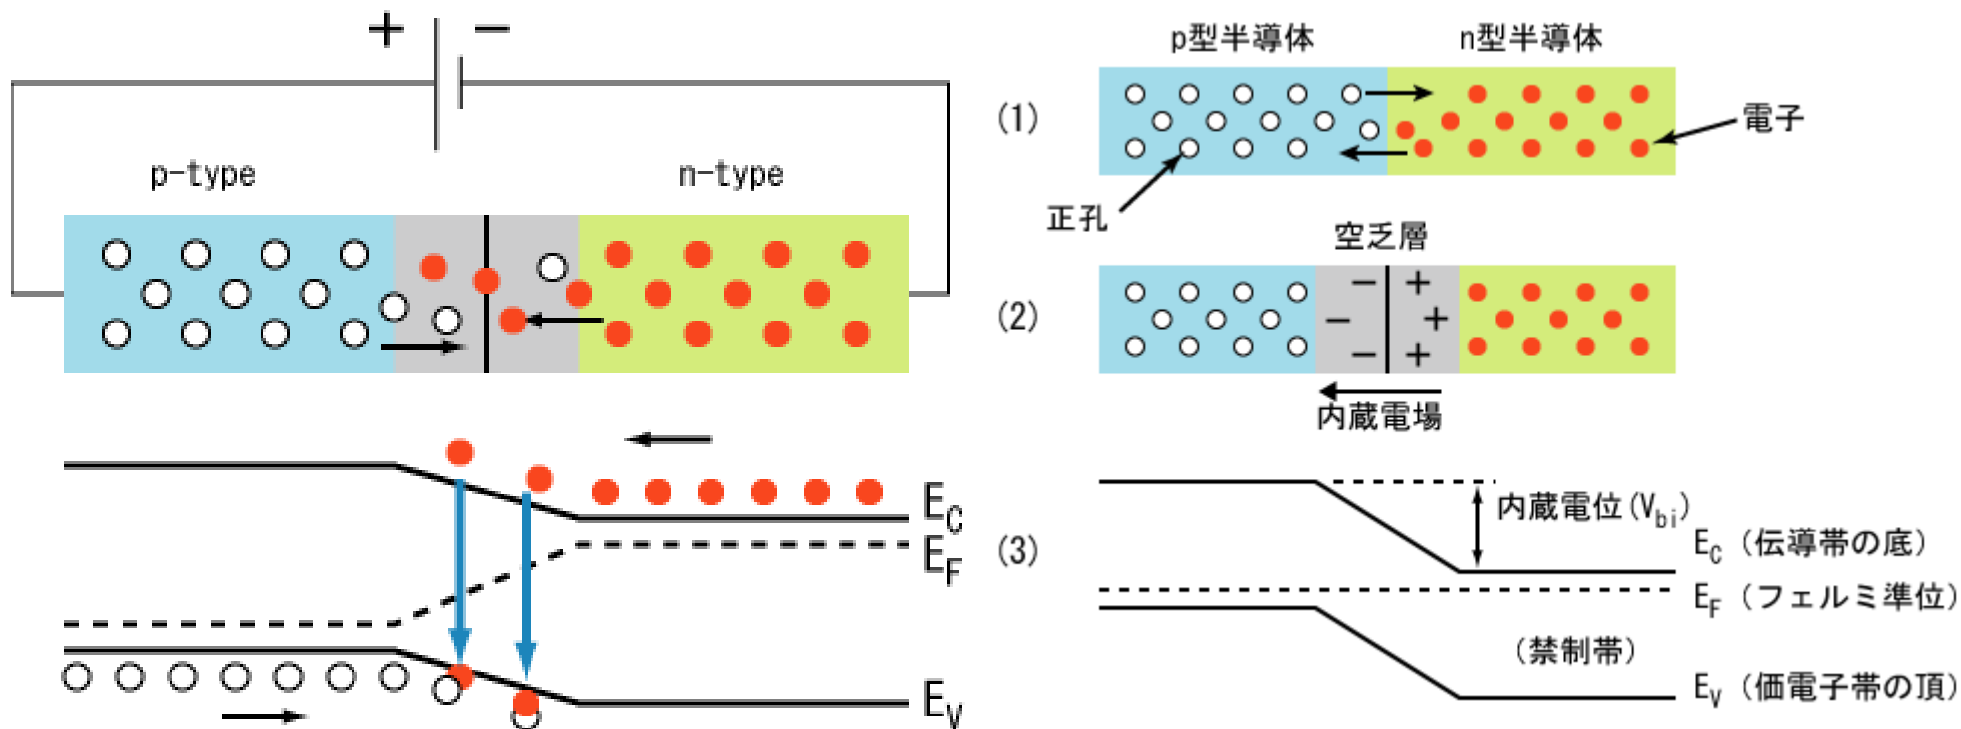 + −
p-type
n-type
E_C
E_F
E_V
p型半導体
n型半導体
(1)
電子
正孔
空乏層
(2)
− +
− +
− +
内蔵電場
(3)
内蔵電位(V_bi)
E_C (伝導帯の底)
E_F (フェルミ準位)
(禁制帯)
E_V (価電子帯の頂)